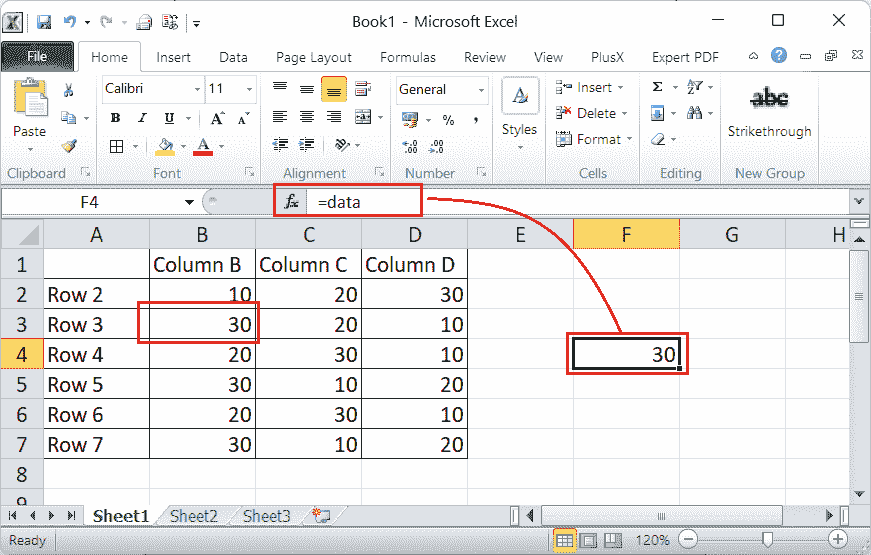 Book1 - Microsoft Excel
File Home Insert Data Page Layout Formulas Review View PlusX Expert PDF
Calibri 11 General Σ abc
Insert
Paste B I U A A % , Styles Delete Strikethrough
A Format
Clipboard Font Alignment Number Cells Editing New Group
F4 fx =data
A B C D E F G H
1 Column B Column C Column D
2 Row 2 10 20 30
3 Row 3 30 20 10
4 Row 4 20 30 10 30
5 Row 5 30 10 20
6 Row 6 20 30 10
7 Row 7 30 10 20
8
9
Sheet1 Sheet2 Sheet3
Ready 120%